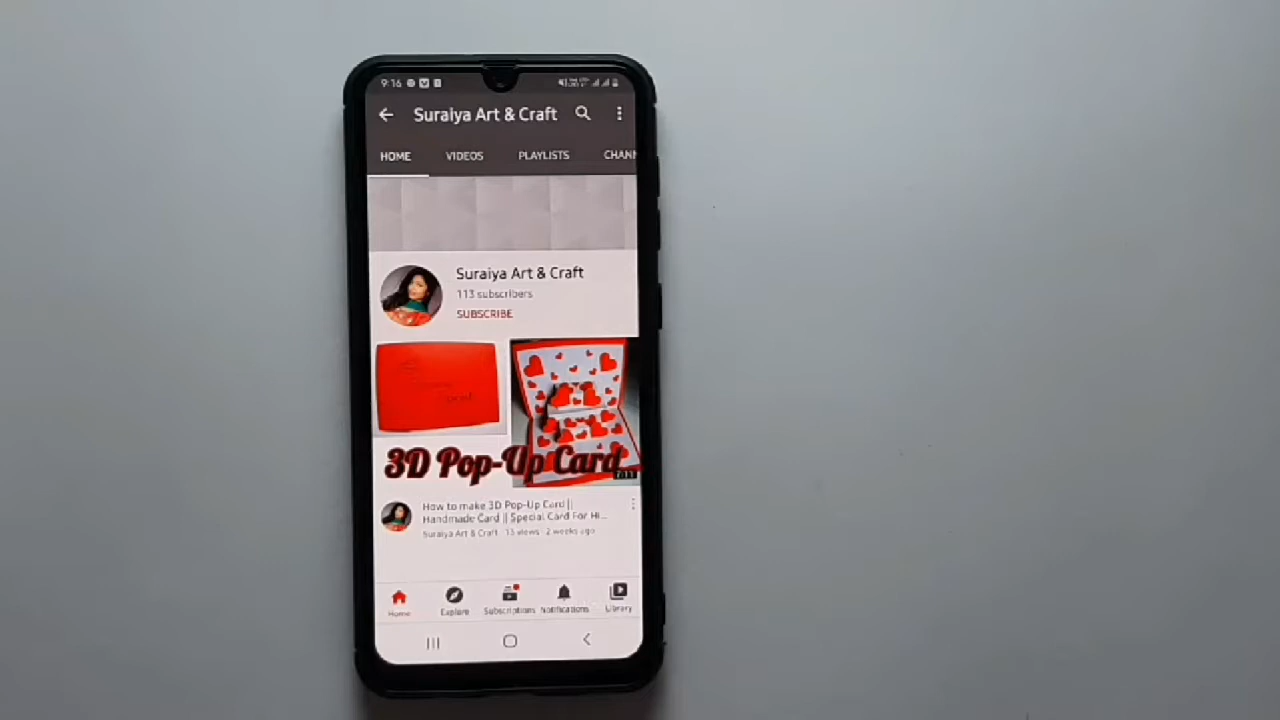 9:16
Suraiya Art & Craft
HOME VIDEOS PLAYLISTS CHANN
Suraiya Art & Craft
113 subscribers
SUBSCRIBE
3D Pop-Up Card
How to make 3D Pop-Up Card ||
Handmade Card || Special Card For Hi...
Suraiya Art & Craft · 13 views · 2 weeks ago
Home Explore Subscriptions Notifications Library